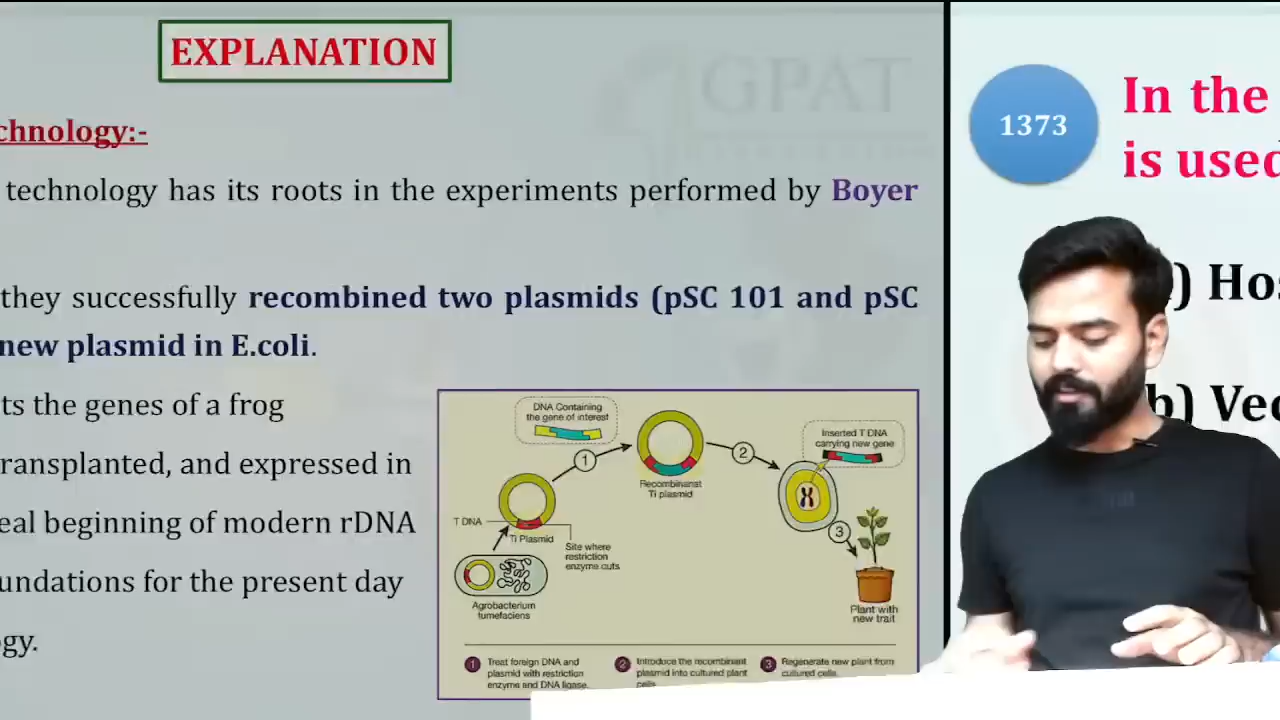 EXPLANATION
GPAT
chnology:-
technology has its roots in the experiments performed by Boyer
they successfully recombined two plasmids (pSC 101 and pSC
new plasmid in E.coli.
ts the genes of a frog
ransplanted, and expressed in
eal beginning of modern rDNA
undations for the present day
gy.
DNA Containing
the gene of interest
1
2
Inserted T DNA
carrying new gene
Recombinanat
Ti plasmid
T DNA
Ti Plasmid
Site where
restriction
enzyme cuts
3
Agrobacterium
tumefaciens
Plant with
new trait
1 Treat foreign DNA and
plasmid with restriction
enzyme and DNA ligase.
2 Introduce the recombinant
plasmid into cultured plant
cells
3 Regenerate new plant from
cultured cells.
1373
In the
is used
) Hos
b) Vec